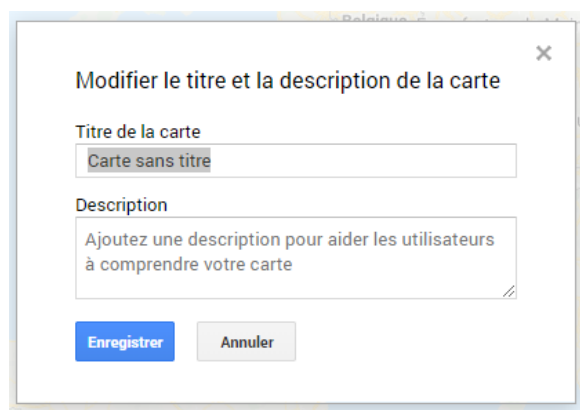 Belgique
Modifier le titre et la description de la carte
Titre de la carte
Carte sans titre
Description
Ajoutez une description pour aider les utilisateurs
à comprendre votre carte
Enregistrer
Annuler